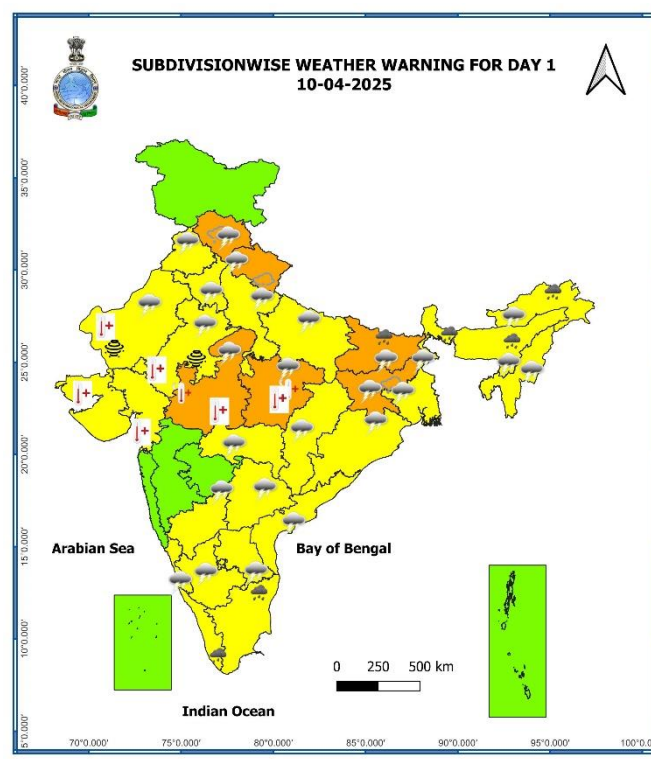 SUBDIVISIONWISE WEATHER WARNING FOR DAY 1
10-04-2025
40°0.000'
35°0.000'
30°0.000'
25°0.000'
20°0.000'
15°0.000'
10°0.000'
5°0.000'
Arabian Sea
Bay of Bengal
0 250 500 km
Indian Ocean
70°0.000' 75°0.000' 80°0.000' 85°0.000' 90°0.000' 95°0.000' 100°0.0